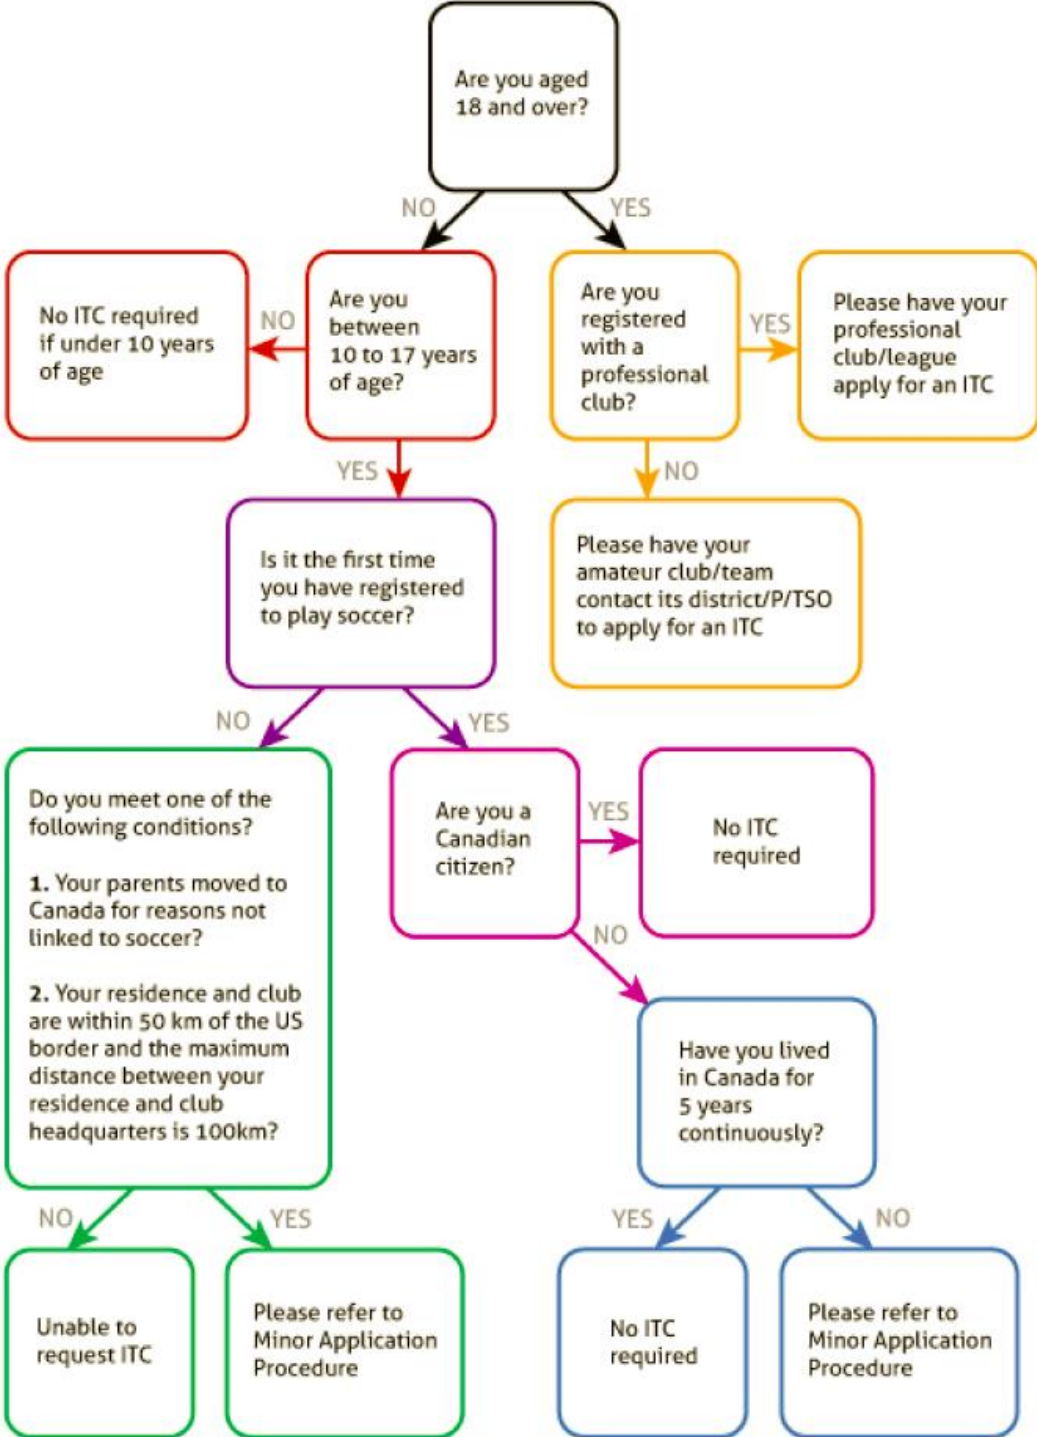 Are you aged
18 and over?
NO
YES
No ITC required
if under 10 years
of age
NO
Are you
between
10 to 17 years
of age?
Are you
registered
with a
professional
club?
YES
Please have your
professional
club/league
apply for an ITC
YES
NO
Is it the first time
you have registered
to play soccer?
Please have your
amateur club/team
contact its district/P/TSO
to apply for an ITC
NO
YES
Do you meet one of the
following conditions?
1. Your parents moved to
Canada for reasons not
linked to soccer?
2. Your residence and club
are within 50 km of the US
border and the maximum
distance between your
residence and club
headquarters is 100km?
Are you a
Canadian
citizen?
YES
No ITC
required
NO
Have you lived
in Canada for
5 years
continuously?
NO
YES
YES
NO
Unable to
request ITC
Please refer to
Minor Application
Procedure
No ITC
required
Please refer to
Minor Application
Procedure